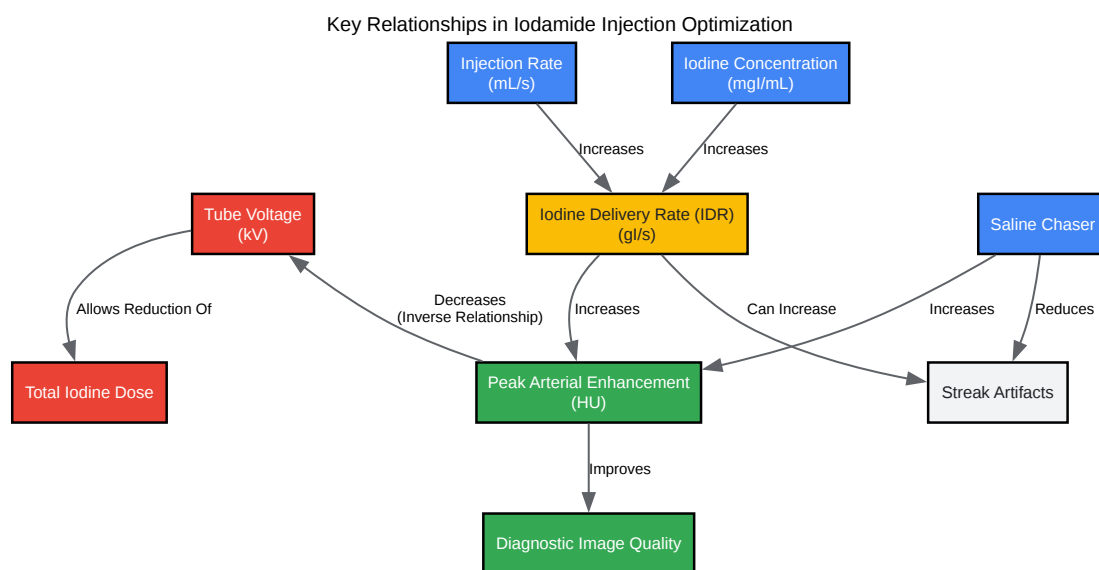 Key Relationships in Iodamide Injection Optimization
Injection Rate
(mL/s)
Iodine Concentration
(mgI/mL)
Increases
Increases
Tube Voltage
(kV)
Iodine Delivery Rate (IDR)
(gI/s)
Saline Chaser
Allows Reduction Of
Decreases
(Inverse Relationship)
Increases
Can Increase
Increases
Reduces
Total Iodine Dose
Peak Arterial Enhancement
(HU)
Streak Artifacts
Improves
Diagnostic Image Quality